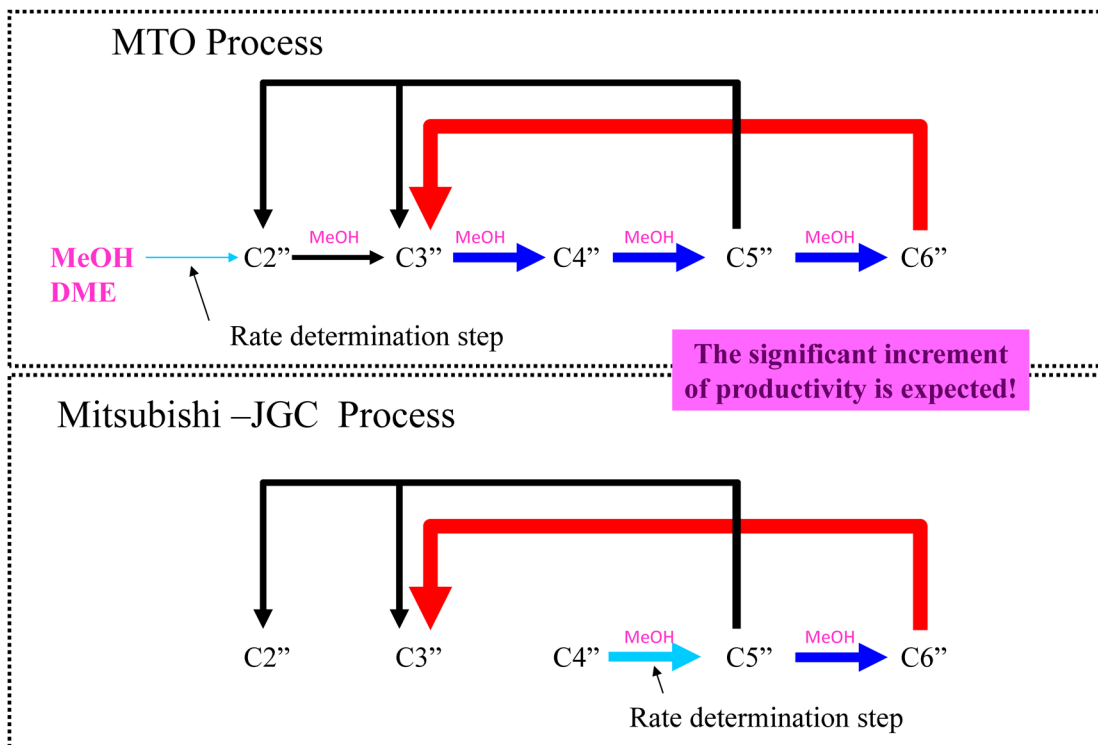 MTO Process
MeOH MeOH MeOH MeOH
MeOH C2” C3” C4” C5” C6”
DME
Rate determination step
The significant increment
of productivity is expected!
Mitsubishi –JGC Process
MeOH MeOH
C2” C3” C4” C5” C6”
Rate determination step